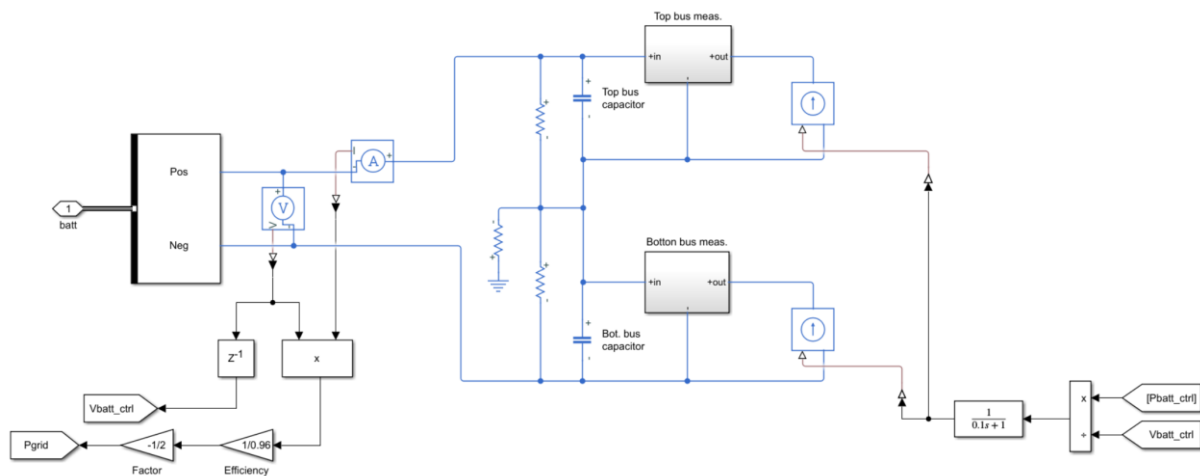 Top bus meas.
+in
+out
Top bus
capacitor
Pos
A
1
batt
V
Neg
Botton bus meas.
+in
+out
Bot. bus
capacitor
Z-1
x
Vbatt_ctrl
1
0.1s + 1
x
÷
[Pbatt_ctrl]
Vbatt_ctrl
Pgrid
-1/2
1/0.96
Factor
Efficiency